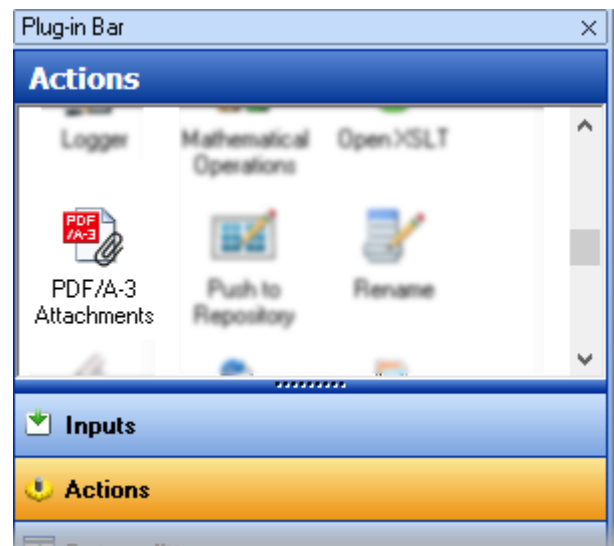 Plug-in Bar
Actions
Logger
Mathematical
Operations
Open XSLT
PDF
/A-3
PDF/A-3
Attachments
Push to
Repository
Rename
Inputs
Actions